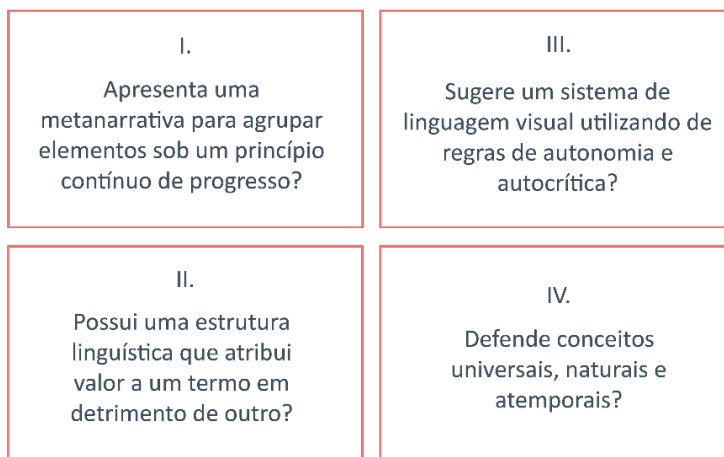 I.
Apresenta uma
metanarrativa para agrupar
elementos sob um princípio
contínuo de progresso?
II.
Possui uma estrutura
linguística que atribui
valor a um termo em
detrimento de outro?
III.
Sugere um sistema de
linguagem visual utilizando de
regras de autonomia e
autocrítica?
IV.
Defende conceitos
universais, naturais e
atemporais?